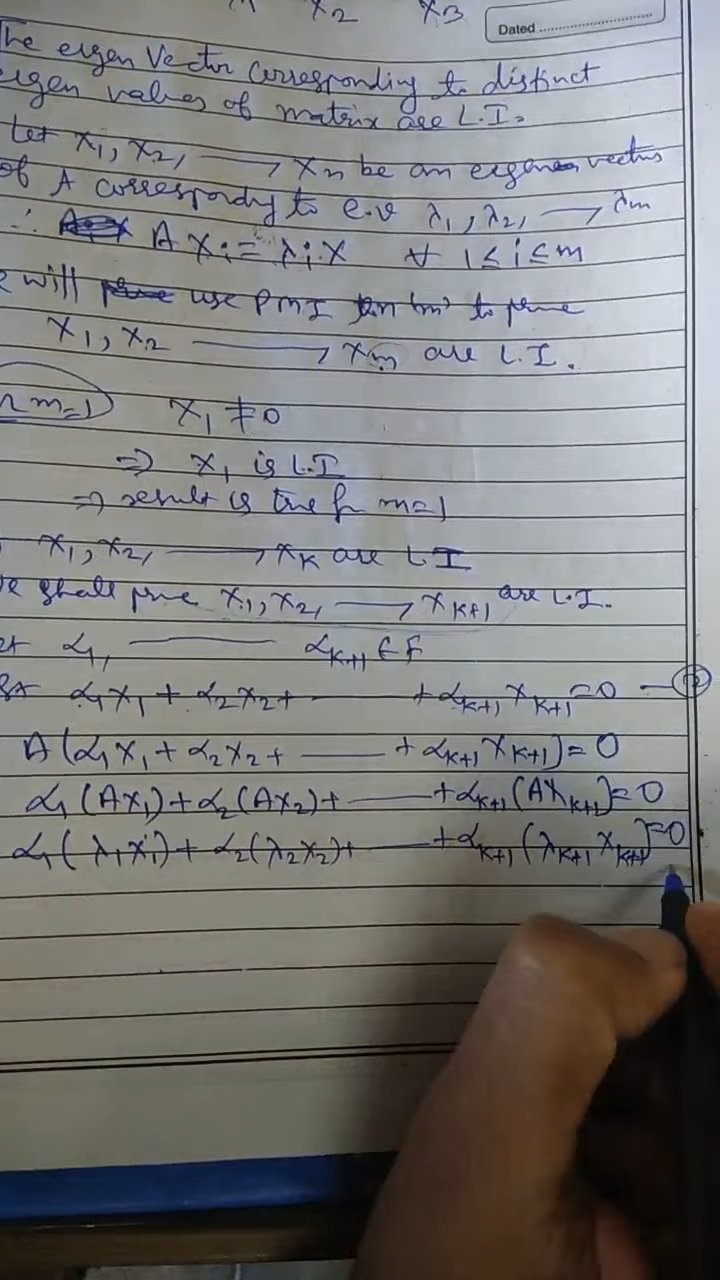 x2 x3
Dated
The eigen Vector corresponding to distinct
eigen values of matrix are L.I.
Let x1, x2, ⟶ xm be an eigen vectors
of A correspondg to e.v λ1, λ2, ⟶ λm
∴ A Xi = λi X ∀ 1 ≤ i ≤ m
will use PMI on 'm' to prove
x1, x2 ⟶ xm are L.I.
m=1 x1 ≠ 0
⇒ x1 is L.I
⇒ result is true for m=1
x1, x2, ⟶ xK are L I
shall prove x1, x2, ⟶ xK+1 are L.I.
α1, —— αK+1 ∈ F
α1x1 + α2x2 + —— + αK+1 xK+1 = 0 —
A(α1x1 + α2x2 + —— + αK+1 xK+1) = 0
α1(Ax1) + α2(Ax2) + —— + αK+1(AxK+1) = 0
α1(λ1x1) + α2(λ2x2) + —— + αK+1(λK+1 xK+1) = 0